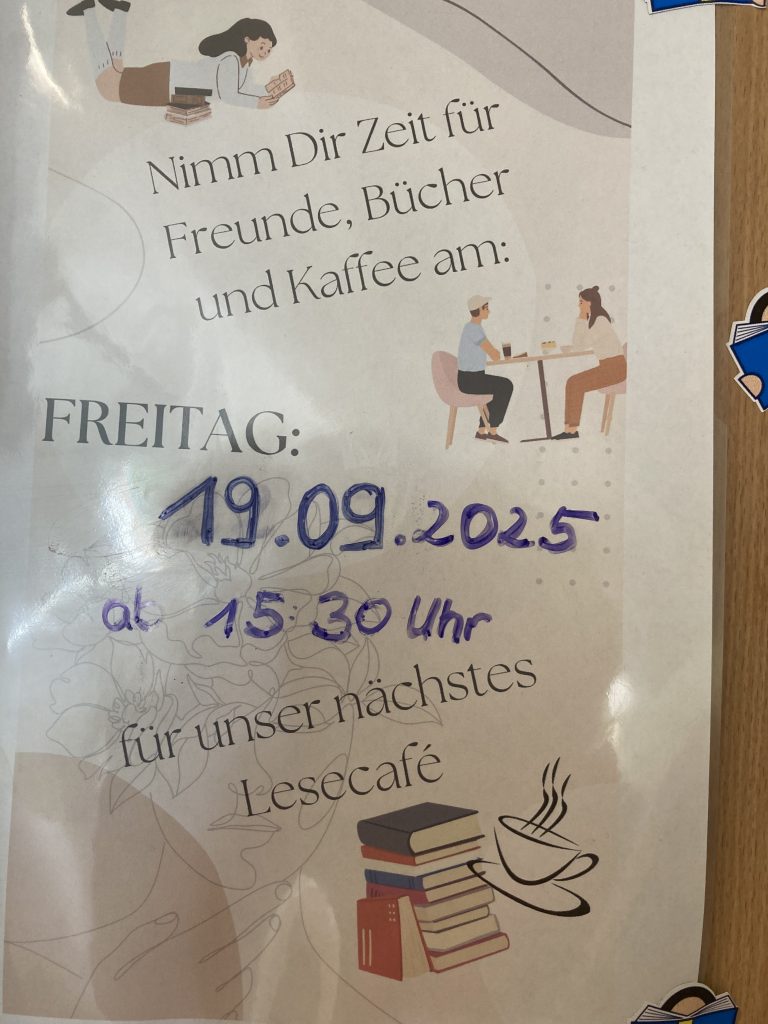 Nimm Dir Zeit für
Freunde, Bücher
und Kaffee am:
FREITAG:
19.09.2025
ab 15:30 Uhr
für unser nächstes
Lesecafé